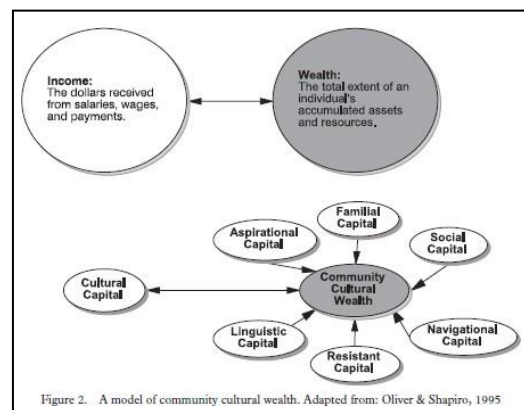 Income:
The dollars received
from salaries, wages,
and payments.
Wealth:
The total extent of an
individual's
accumulated assets
and resources.
Familial
Capital
Aspirational
Capital
Social
Capital
Cultural
Capital
Community
Cultural
Wealth
Linguistic
Capital
Resistant
Capital
Navigational
Capital
Figure 2. A model of community cultural wealth. Adapted from: Oliver & Shapiro, 1995